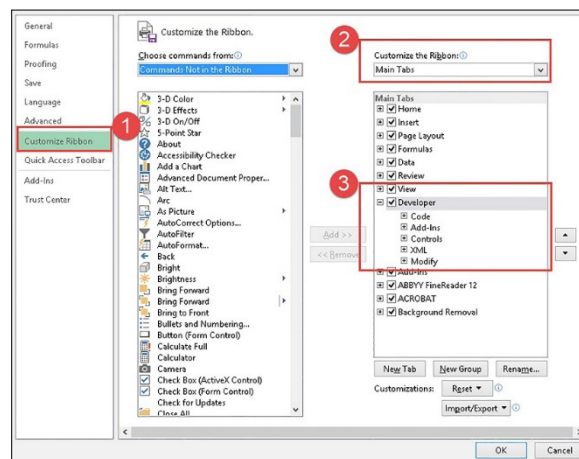 General
Formulas
Proofing
Save
Language
Advanced
Customize Ribbon
Quick Access Toolbar
Add-Ins
Trust Center
1
Customize the Ribbon.
Choose commands from:
Commands Not in the Ribbon
3-D Color
3-D Effects
3-D On/Off
5-Point Star
About
Accessibility Checker
Add a Chart
Advanced Document Proper...
Alt Text...
Arc
As Picture
AutoCorrect Options...
AutoFilter
AutoFormat...
Back
Bright
Brightness
Bring Forward
Bring Forward
Bring to Front
Bullets and Numbering...
Button (Form Control)
Calculate Full
Calculator
Camera
Check Box (ActiveX Control)
Check Box (Form Control)
Check for Updates
Close All
Add >>
<< Remove
2
Customize the Ribbon:
Main Tabs
Main Tabs
Home
Insert
Page Layout
Formulas
Data
Review
View
3
Developer
Code
Add-Ins
Controls
XML
Modify
Add-Ins
ABBYY FineReader 12
ACROBAT
Background Removal
New Tab New Group Rename...
Customizations: Reset
Import/Export
OK Cancel